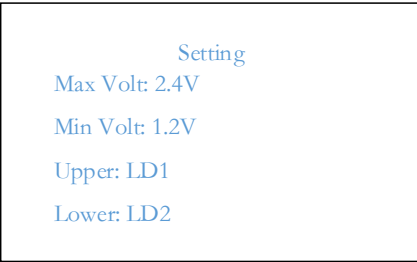 Setting
Max Volt: 2.4V
Min Volt: 1.2V
Upper: LD1
Lower: LD2